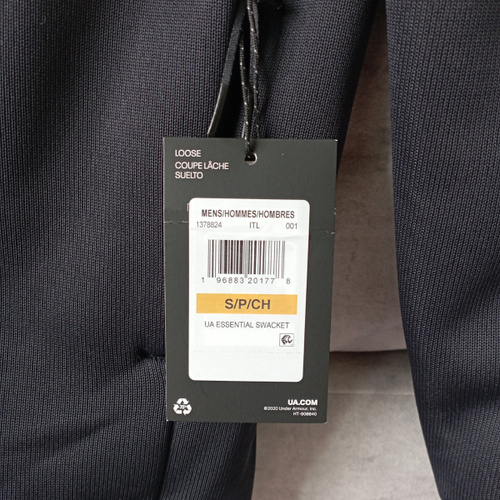 LOOSE
COUPE LÂCHE
SUELTO
MENS/HOMMES/HOMBRES
1378824 ITL 001
1 96883 20177 8
S/P/CH
UA ESSENTIAL SWACKET
UA.COM
©2020 Under Armour, Inc.
HT-608640